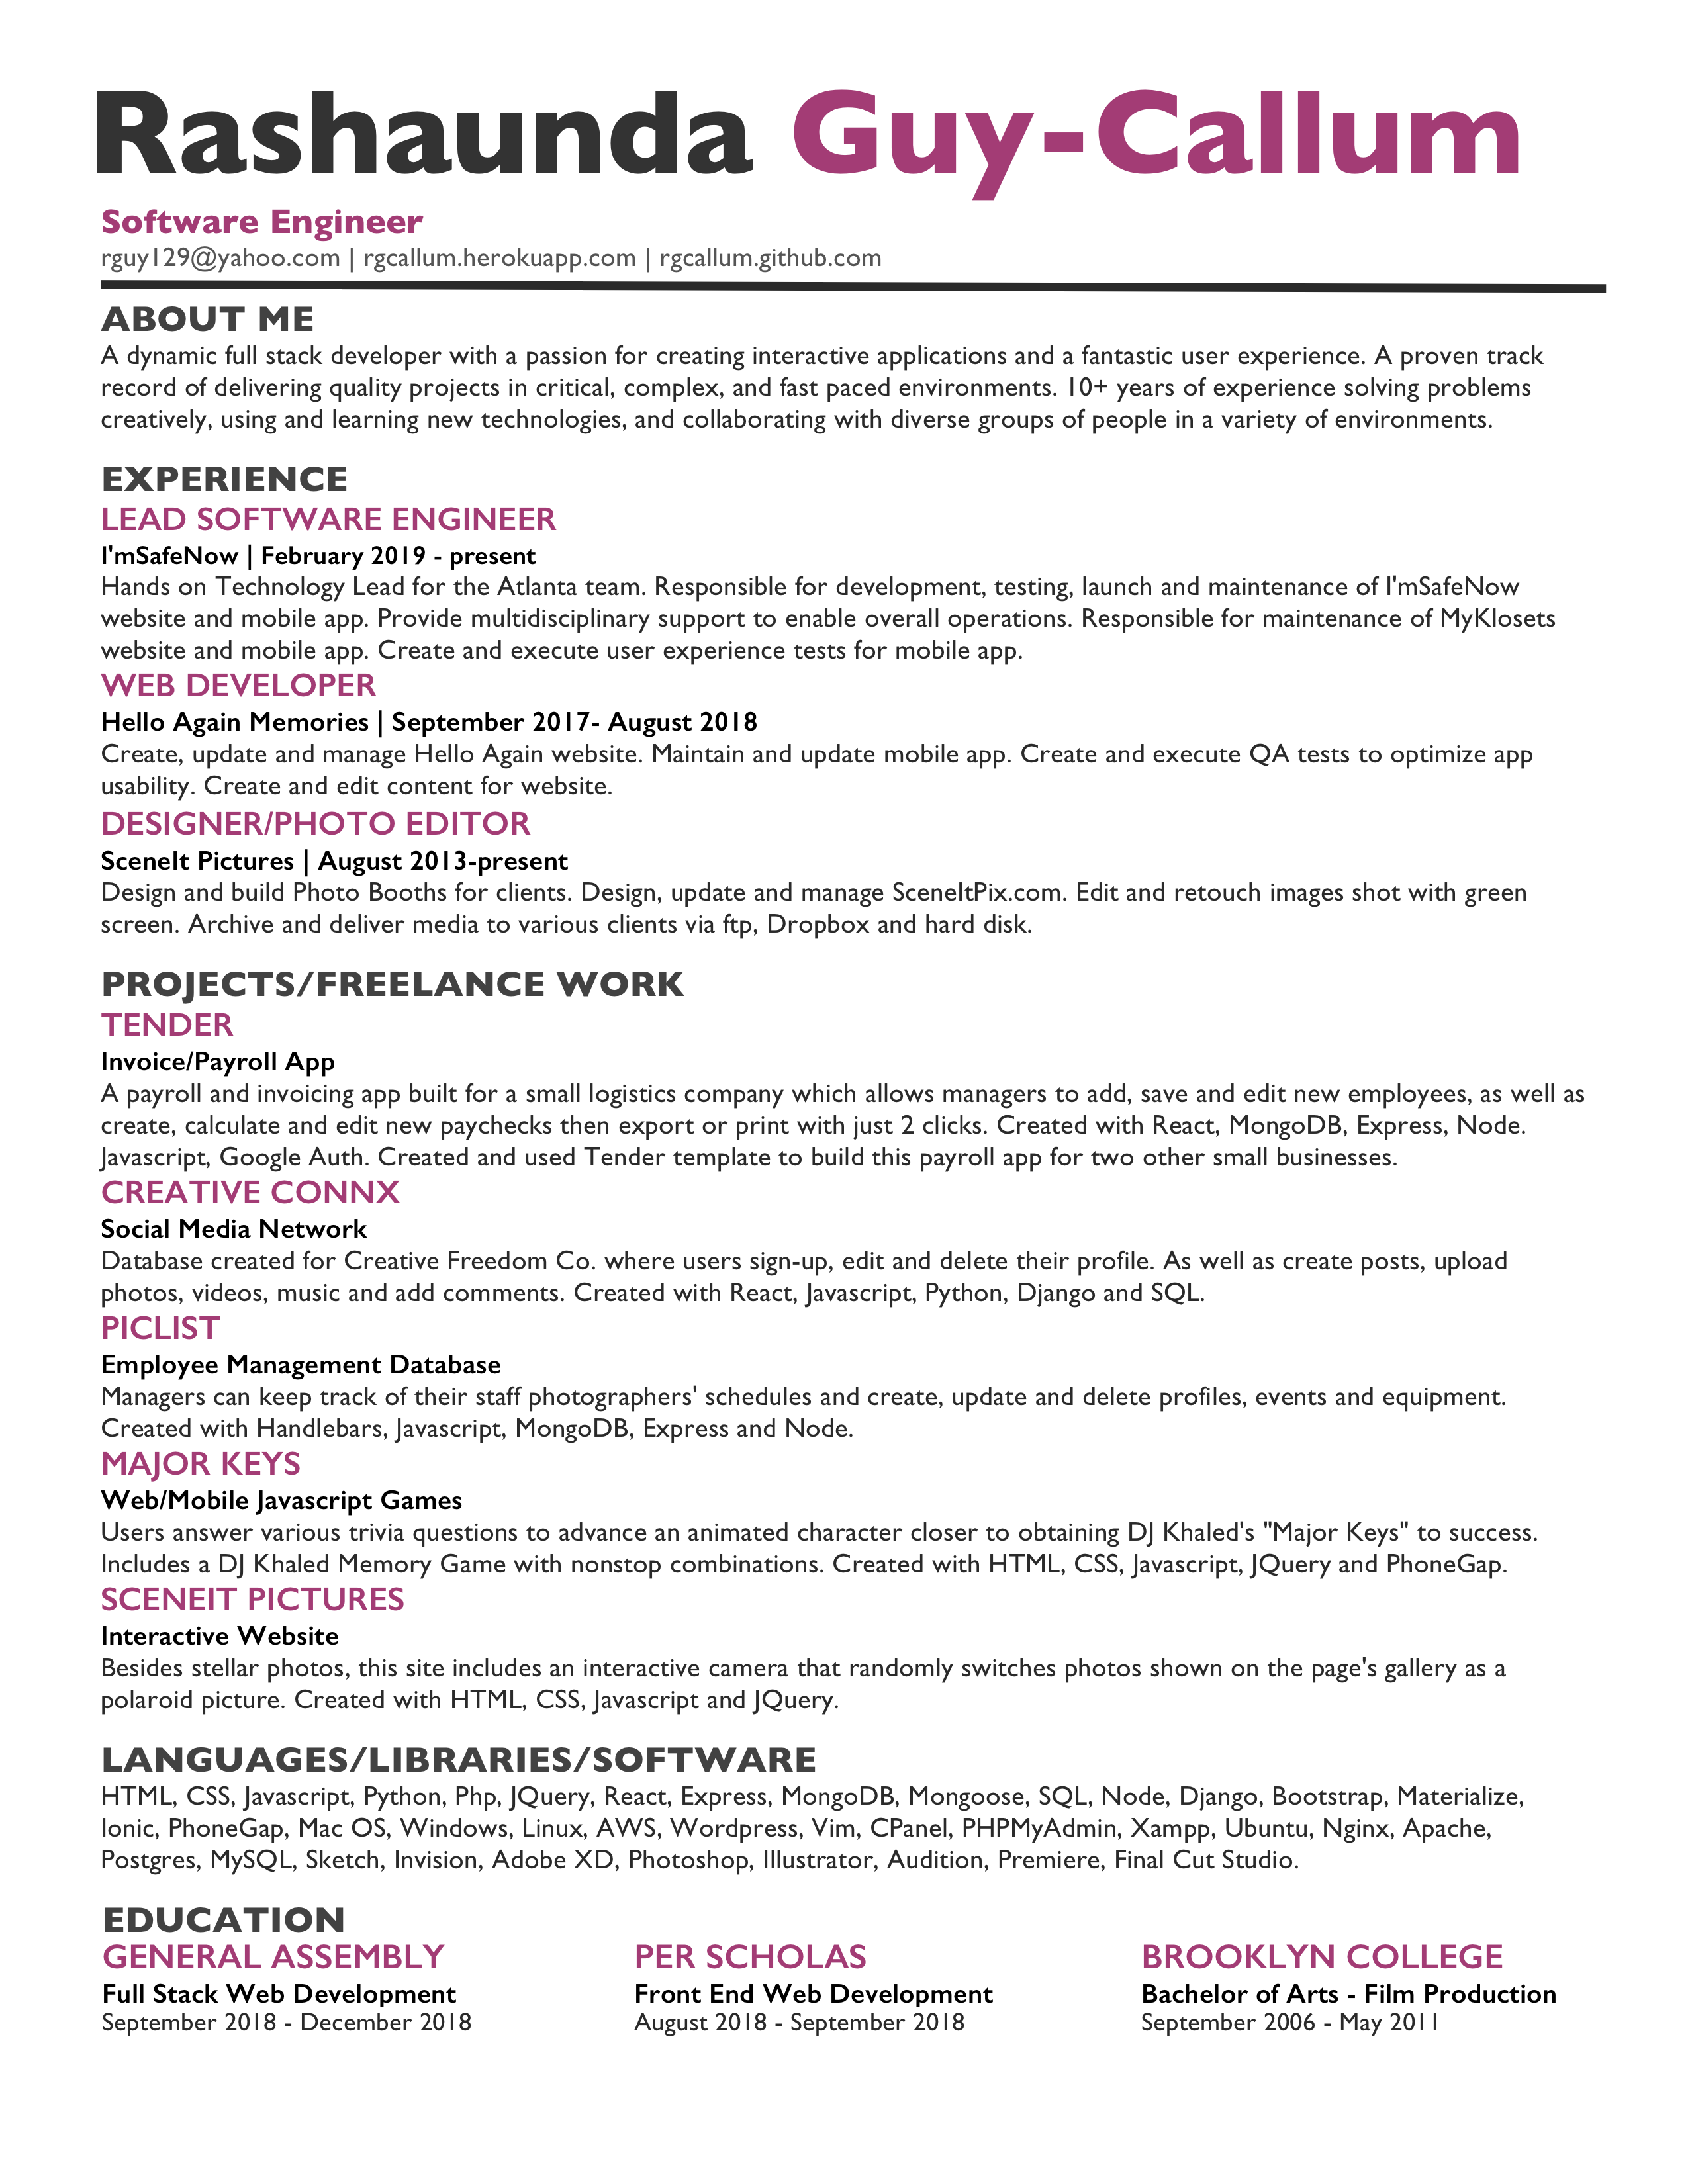 Rashaunda Guy-Callum
Software Engineer
rguy129@yahoo.com | rgcallum.herokuapp.com | rgcallum.github.com
ABOUT ME
A dynamic full stack developer with a passion for creating interactive applications and a fantastic user experience. A proven track
record of delivering quality projects in critical, complex, and fast paced environments. 10+ years of experience solving problems
creatively, using and learning new technologies, and collaborating with diverse groups of people in a variety of environments.
EXPERIENCE
LEAD SOFTWARE ENGINEER
I'mSafeNow | February 2019 - present
Hands on Technology Lead for the Atlanta team. Responsible for development, testing, launch and maintenance of I'mSafeNow
website and mobile app. Provide multidisciplinary support to enable overall operations. Responsible for maintenance of MyKlosets
website and mobile app. Create and execute user experience tests for mobile app.
WEB DEVELOPER
Hello Again Memories | September 2017- August 2018
Create, update and manage Hello Again website. Maintain and update mobile app. Create and execute QA tests to optimize app
usability. Create and edit content for website.
DESIGNER/PHOTO EDITOR
SceneIt Pictures | August 2013-present
Design and build Photo Booths for clients. Design, update and manage SceneItPix.com. Edit and retouch images shot with green
screen. Archive and deliver media to various clients via ftp, Dropbox and hard disk.
PROJECTS/FREELANCE WORK
TENDER
Invoice/Payroll App
A payroll and invoicing app built for a small logistics company which allows managers to add, save and edit new employees, as well as
create, calculate and edit new paychecks then export or print with just 2 clicks. Created with React, MongoDB, Express, Node.
Javascript, Google Auth. Created and used Tender template to build this payroll app for two other small businesses.
CREATIVE CONNX
Social Media Network
Database created for Creative Freedom Co. where users sign-up, edit and delete their profile. As well as create posts, upload
photos, videos, music and add comments. Created with React, Javascript, Python, Django and SQL.
PICLIST
Employee Management Database
Managers can keep track of their staff photographers' schedules and create, update and delete profiles, events and equipment.
Created with Handlebars, Javascript, MongoDB, Express and Node.
MAJOR KEYS
Web/Mobile Javascript Games
Users answer various trivia questions to advance an animated character closer to obtaining DJ Khaled's "Major Keys" to success.
Includes a DJ Khaled Memory Game with nonstop combinations. Created with HTML, CSS, Javascript, JQuery and PhoneGap.
SCENEIT PICTURES
Interactive Website
Besides stellar photos, this site includes an interactive camera that randomly switches photos shown on the page's gallery as a
polaroid picture. Created with HTML, CSS, Javascript and JQuery.
LANGUAGES/LIBRARIES/SOFTWARE
HTML, CSS, Javascript, Python, Php, JQuery, React, Express, MongoDB, Mongoose, SQL, Node, Django, Bootstrap, Materialize,
Ionic, PhoneGap, Mac OS, Windows, Linux, AWS, Wordpress, Vim, CPanel, PHPMyAdmin, Xampp, Ubuntu, Nginx, Apache,
Postgres, MySQL, Sketch, Invision, Adobe XD, Photoshop, Illustrator, Audition, Premiere, Final Cut Studio.
EDUCATION
GENERAL ASSEMBLY
Full Stack Web Development
September 2018 - December 2018
PER SCHOLAS
Front End Web Development
August 2018 - September 2018
BROOKLYN COLLEGE
Bachelor of Arts - Film Production
September 2006 - May 2011